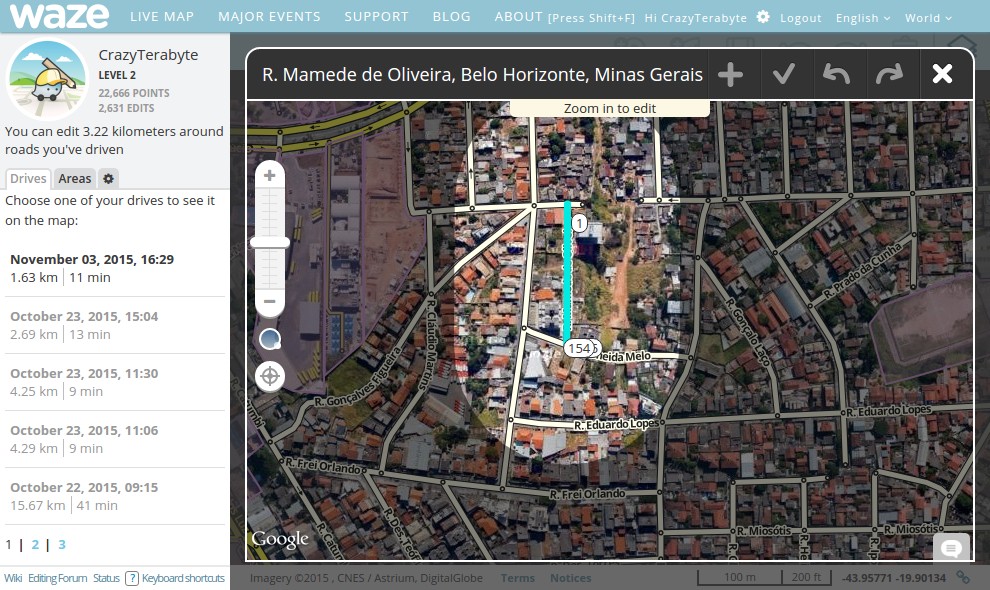 waze
LIVE MAP
MAJOR EVENTS
SUPPORT
BLOG
ABOUT
[Press Shift+F]
Hi CrazyTerabyte
Logout
English
World
CrazyTerabyte
LEVEL 2
22,666 POINTS
2,631 EDITS
You can edit 3.22 kilometers around
roads you've driven
Drives
Areas
Choose one of your drives to see it
on the map:
November 03, 2015, 16:29
1.63 km | 11 min
October 23, 2015, 15:04
2.69 km | 13 min
October 23, 2015, 11:30
4.25 km | 9 min
October 23, 2015, 11:06
4.29 km | 9 min
October 22, 2015, 09:15
15.67 km | 41 min
1 | 2 | 3
Wiki
Editing Forum
Status
? Keyboard shortcuts
R. Mamede de Oliveira, Belo Horizonte, Minas Gerais
Zoom in to edit
1
154
eida Melo
R. Prado da Cunha
R. Gonçalo Laço
R. Cláudio Martins
R. Gonçalves Figueira
R. Eduardo Lopes
R. Eduardo Lopes
R. Frei Orlando
R. Frei Orlando
R. Miosótis
R. Miosótis
Google
Imagery ©2015 , CNES / Astrium, DigitalGlobe
Terms
Notices
100 m
200 ft
-43.95771 -19.90134